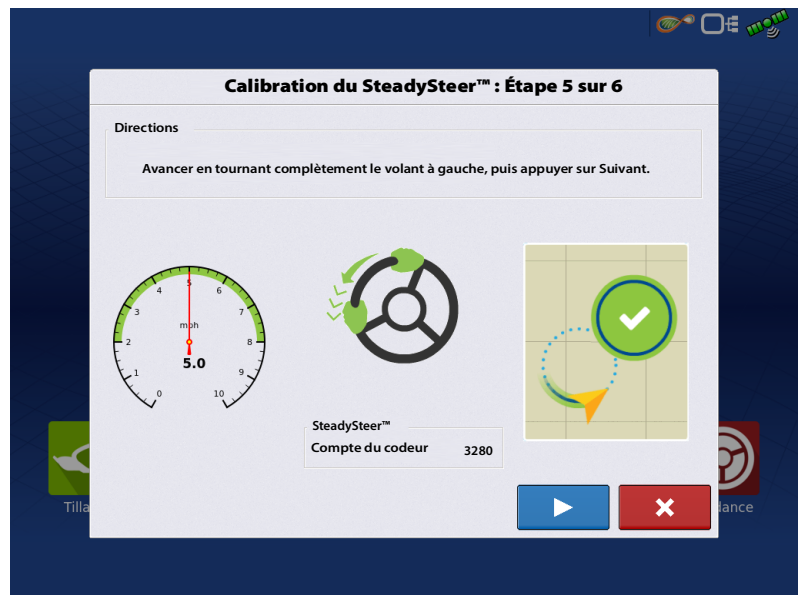 Calibration du SteadySteer™ : Étape 5 sur 6
Directions
Avancer en tournant complètement le volant à gauche, puis appuyer sur Suivant.
0
1
2
3
4
5
6
7
8
9
10
mph
5.0
SteadySteer™
Compte du codeur 3280
Tilla
dance